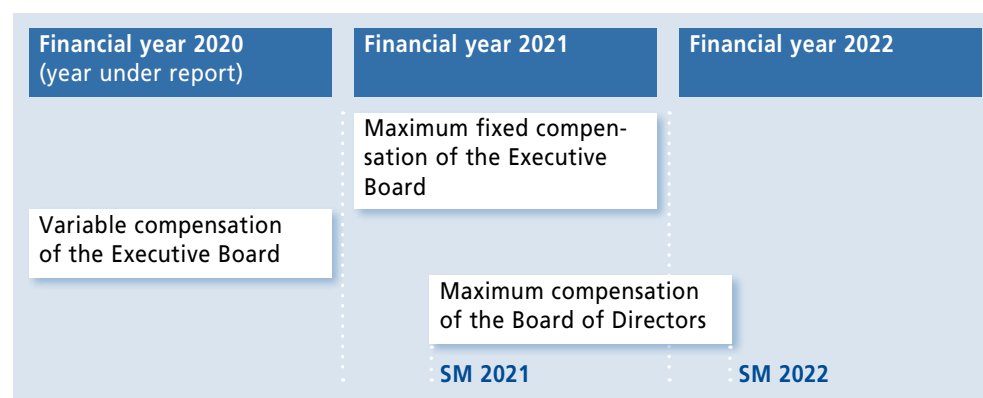 Financial year 2020
(year under report)
Financial year 2021
Financial year 2022
Maximum fixed compen-
sation of the Executive
Board
Variable compensation
of the Executive Board
Maximum compensation
of the Board of Directors
SM 2021
SM 2022